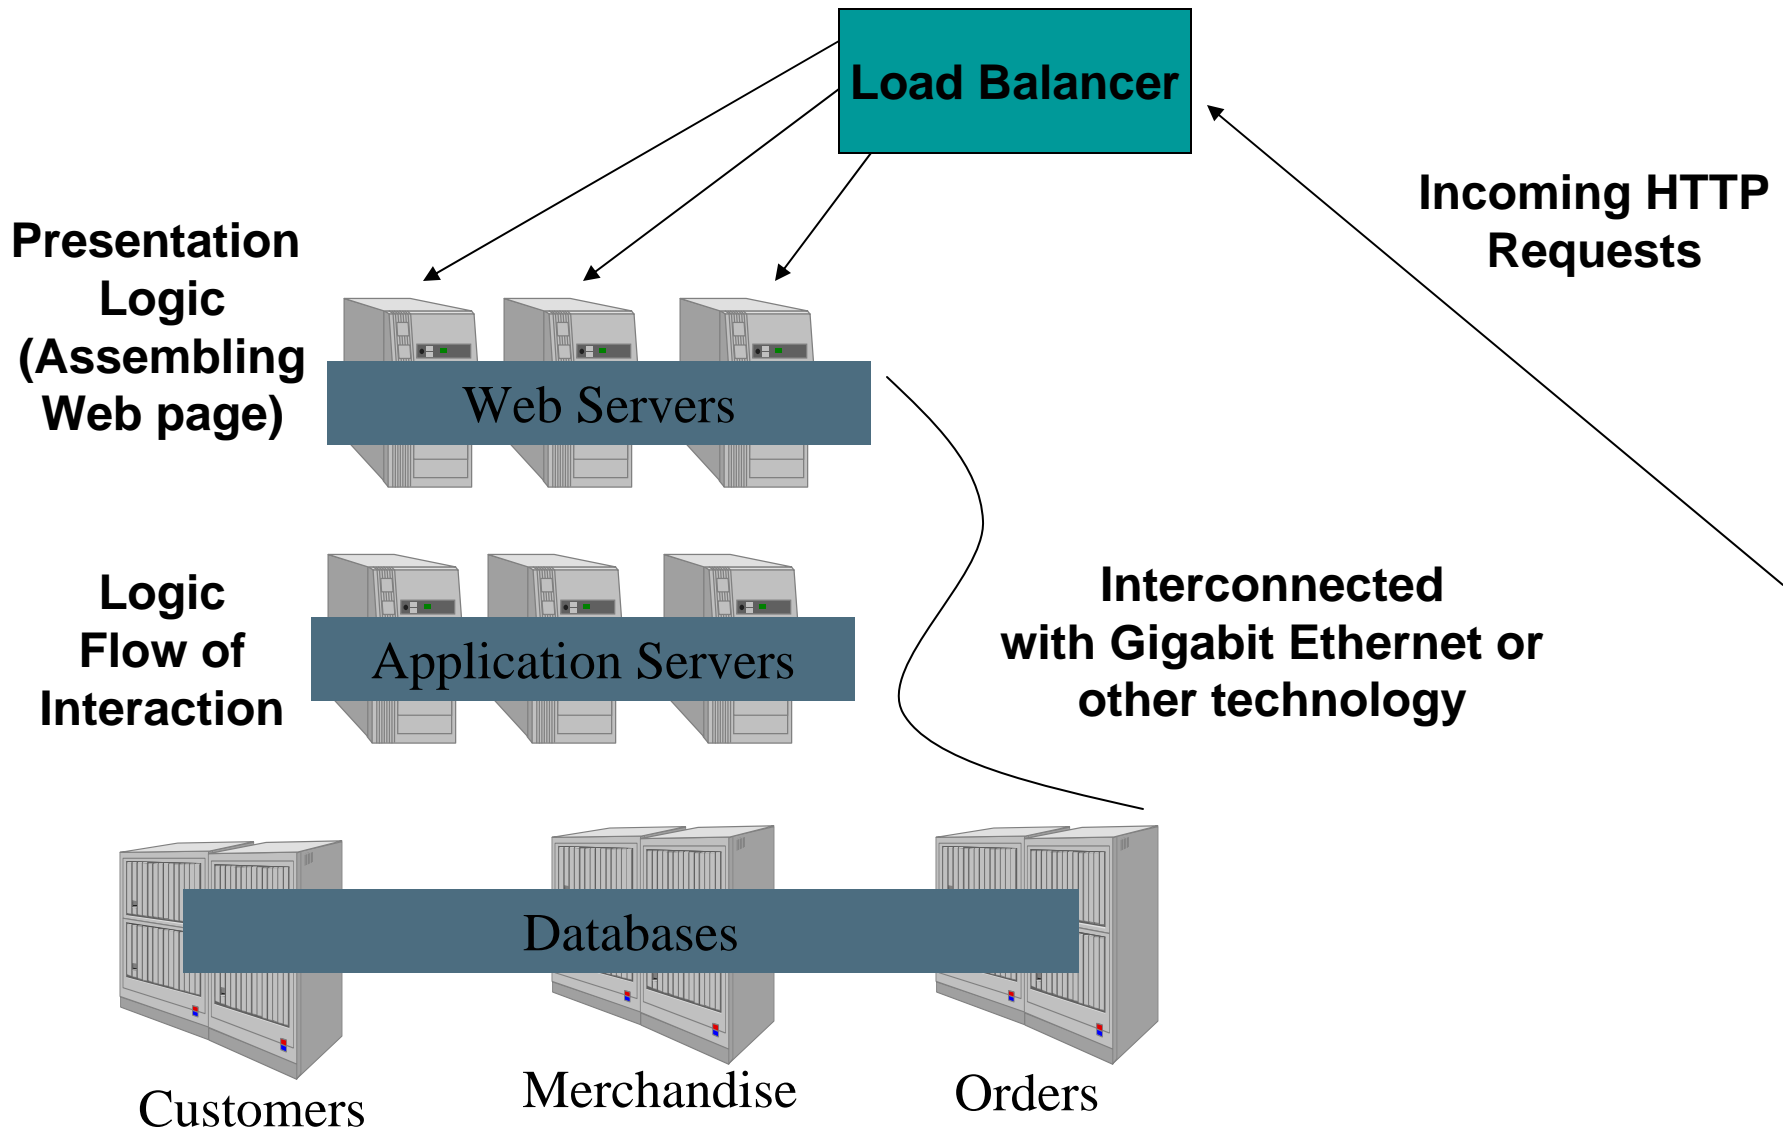 Load Balancer
Incoming HTTP
Requests
Presentation
Logic
(Assembling
Web page)
Web Servers
Logic
Flow of
Interaction
Application Servers
Interconnected
with Gigabit Ethernet or
other technology
Databases
Customers
Merchandise
Orders